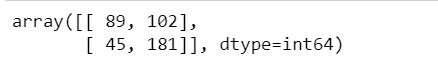 array([[ 89, 102],
       [ 45, 181]], dtype=int64)